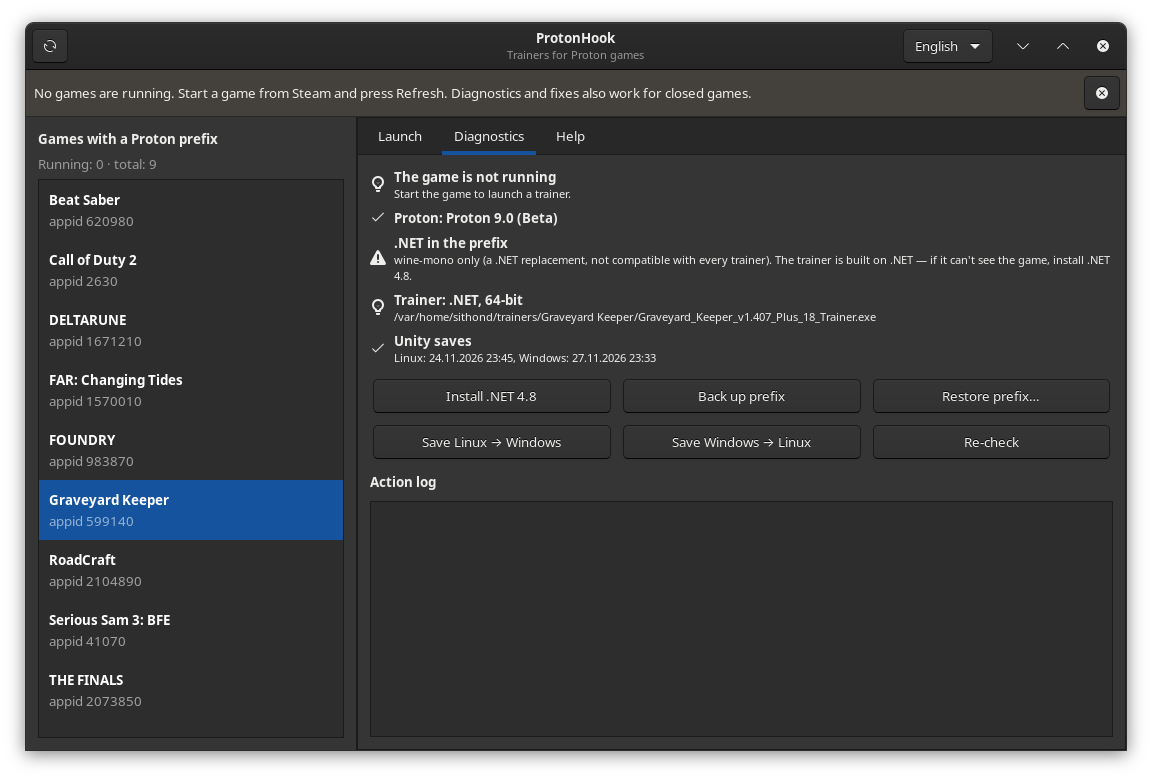 ProtonHook
Trainers for Proton games
English
No games are running. Start a game from Steam and press Refresh. Diagnostics and fixes also work for closed games.
Games with a Proton prefix
Running: 0 · total: 9
Beat Saber
appid 620980
Call of Duty 2
appid 2630
DELTARUNE
appid 1671210
FAR: Changing Tides
appid 1570010
FOUNDRY
appid 983870
Graveyard Keeper
appid 599140
RoadCraft
appid 2104890
Serious Sam 3: BFE
appid 41070
THE FINALS
appid 2073850
Launch
Diagnostics
Help
The game is not running
Start the game to launch a trainer.
Proton: Proton 9.0 (Beta)
.NET in the prefix
wine-mono only (a .NET replacement, not compatible with every trainer). The trainer is built on .NET — if it can't see the game, install .NET
4.8.
Trainer: .NET, 64-bit
/var/home/sithond/trainers/Graveyard Keeper/Graveyard_Keeper_v1.407_Plus_18_Trainer.exe
Unity saves
Linux: 24.11.2026 23:45, Windows: 27.11.2026 23:33
Install .NET 4.8
Back up prefix
Restore prefix...
Save Linux → Windows
Save Windows → Linux
Re-check
Action log